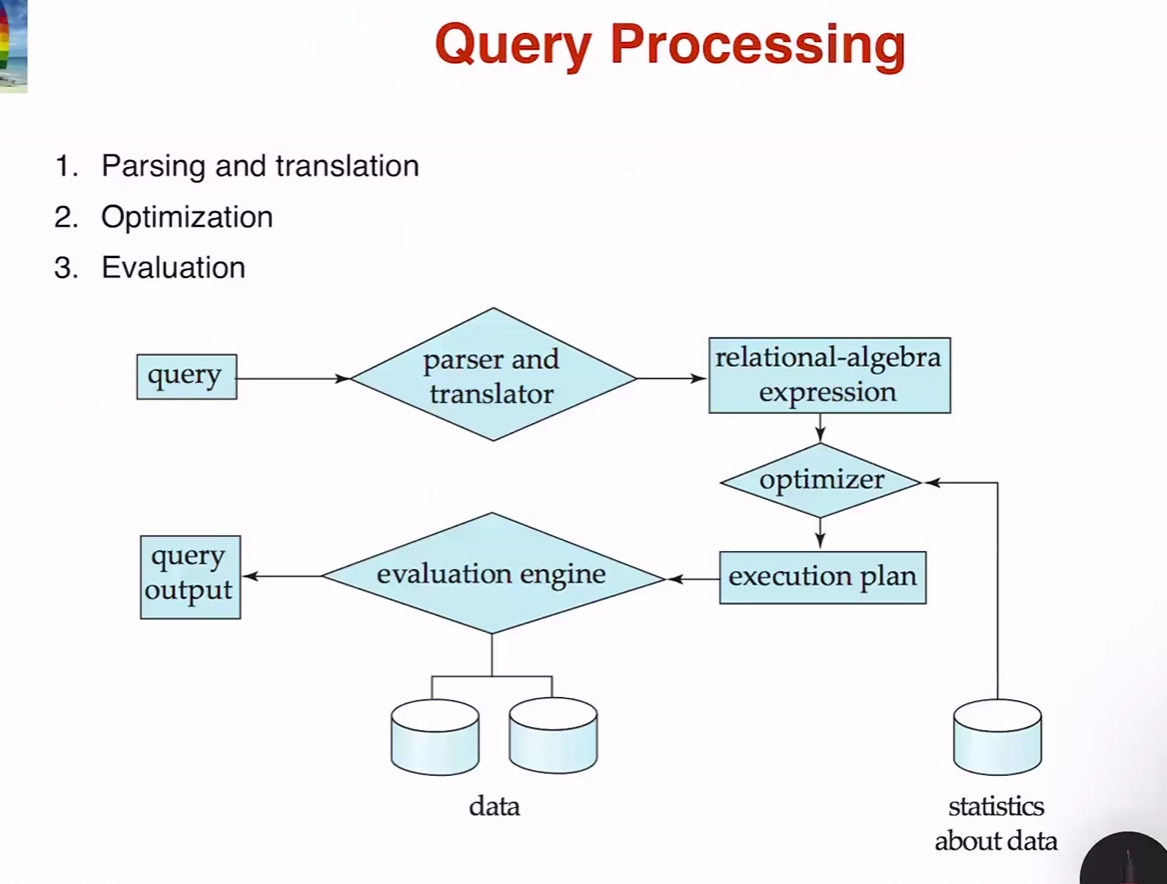 Query Processing
1. Parsing and translation
2. Optimization
3. Evaluation
query
parser and
translator
relational-algebra
expression
optimizer
query
output
evaluation engine
execution plan
data
statistics
about data